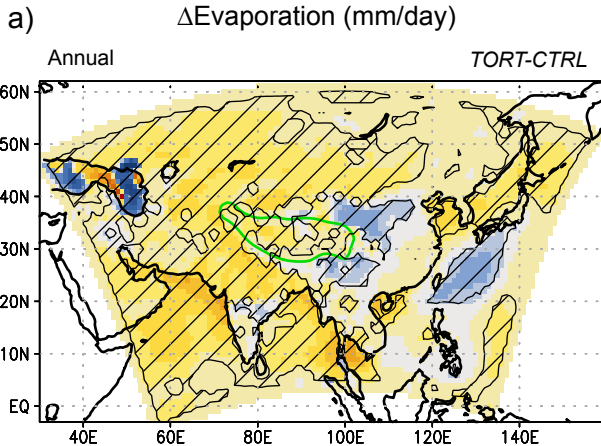 a)
ΔEvaporation (mm/day)
Annual
TORT-CTRL
60N
50N
40N
30N
20N
10N
EQ
40E
60E
80E
100E
120E
140E